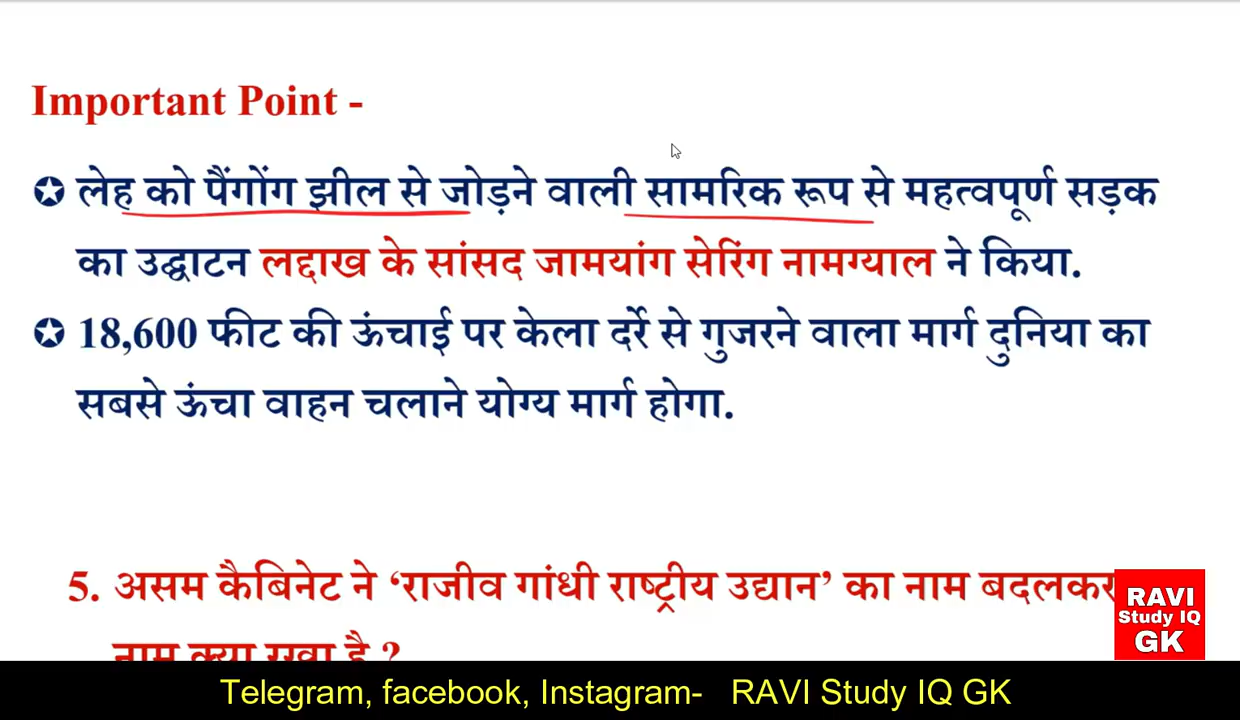 Important Point -
लेह को पैंगोंग झील से जोड़ने वाली सामरिक रूप से महत्वपूर्ण सड़क
का उद्घाटन लद्दाख के सांसद जामयांग सेरिंग नामग्याल ने किया.
18,600 फीट की ऊंचाई पर केला दर्रे से गुजरने वाला मार्ग दुनिया का
सबसे ऊंचा वाहन चलाने योग्य मार्ग होगा.
5. असम कैबिनेट ने ‘राजीव गांधी राष्ट्रीय उद्यान’ का नाम बदलकर
नाम क्या रखा है ?
RAVI
Study IQ
GK
Telegram, facebook, Instagram- RAVI Study IQ GK